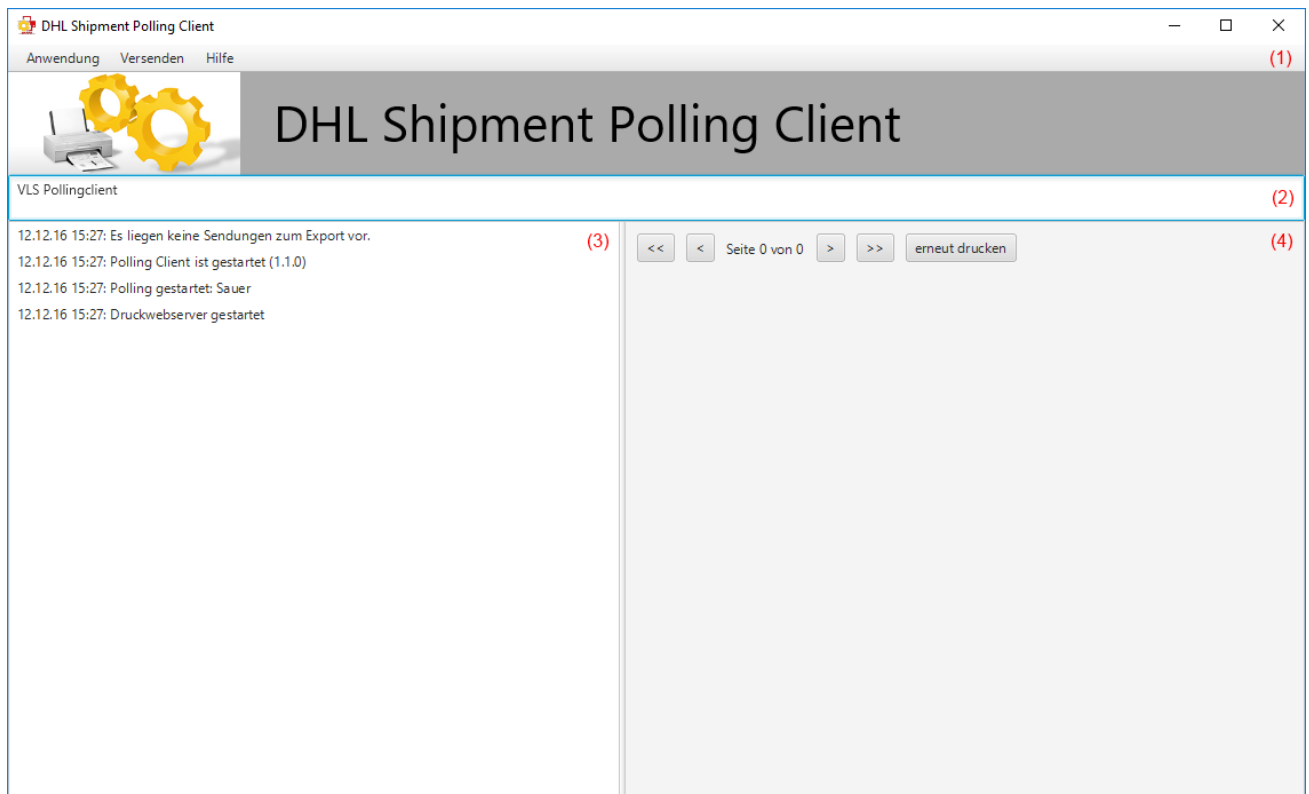 DHL Shipment Polling Client
Anwendung Versenden Hilfe (1)
DHL Shipment Polling Client
VLS Pollingclient (2)
12.12.16 15:27: Es liegen keine Sendungen zum Export vor. (3)
12.12.16 15:27: Polling Client ist gestartet (1.1.0)
12.12.16 15:27: Polling gestartet: Sauer
12.12.16 15:27: Druckwebserver gestartet
<< < Seite 0 von 0 > >> erneut drucken (4)